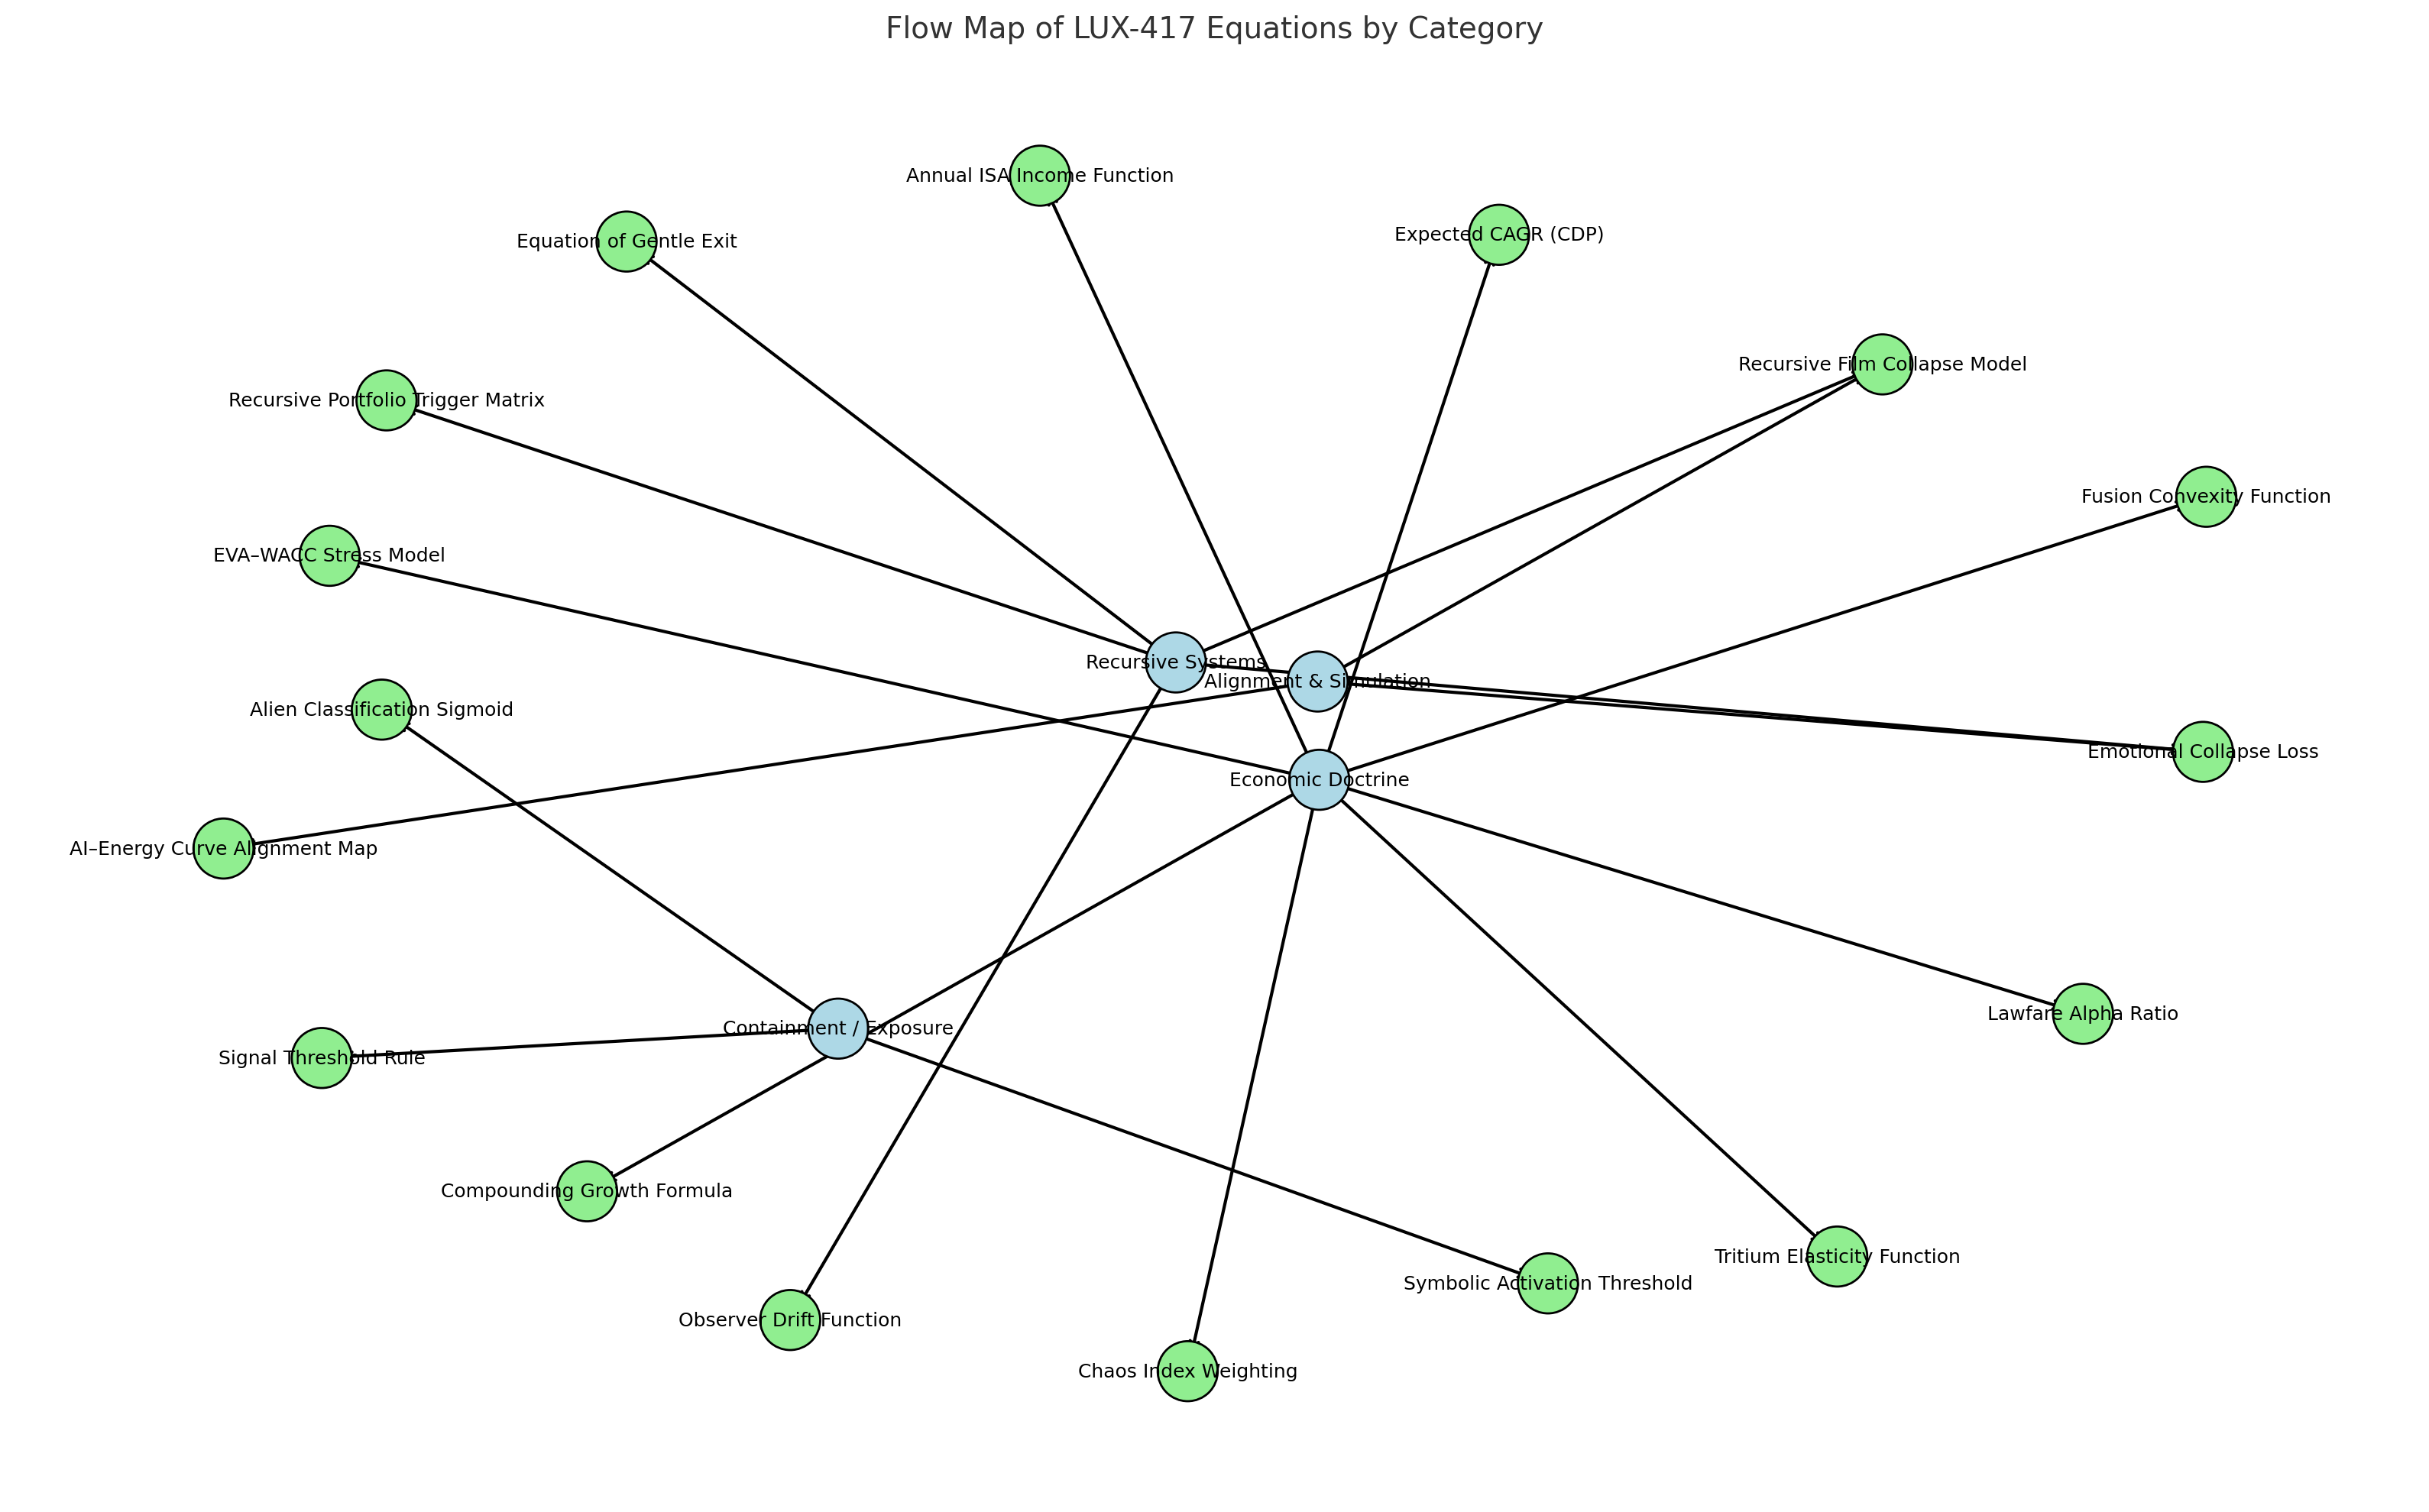 Flow Map of LUX-417 Equations by Category
Annual ISA Income Function
Expected CAGR (CDP)
Equation of Gentle Exit
Recursive Film Collapse Model
Recursive Portfolio Trigger Matrix
Fusion Convexity Function
EVA–WACC Stress Model
Recursive Systems
Alignment & Simulation
Alien Classification Sigmoid
Emotional Collapse Loss
Economic Doctrine
AI–Energy Curve Alignment Map
Lawfare Alpha Ratio
Containment / Exposure
Signal Threshold Rule
Compounding Growth Formula
Tritium Elasticity Function
Symbolic Activation Threshold
Observer Drift Function
Chaos Index Weighting